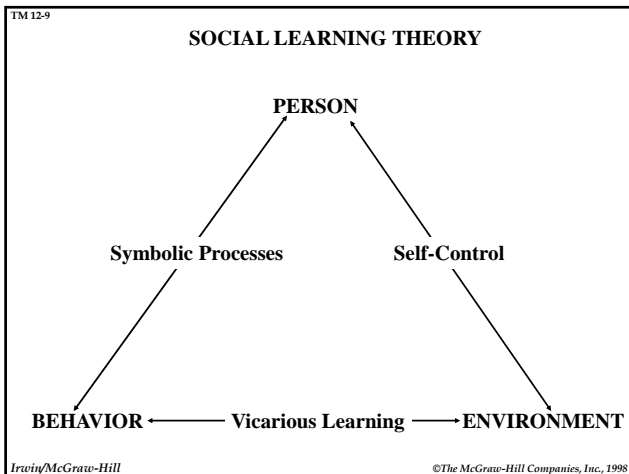 TM 12-9
SOCIAL LEARNING THEORY
PERSON
Symbolic Processes Self-Control
BEHAVIOR Vicarious Learning ENVIRONMENT
Irwin/McGraw-Hill ©The McGraw-Hill Companies, Inc., 1998